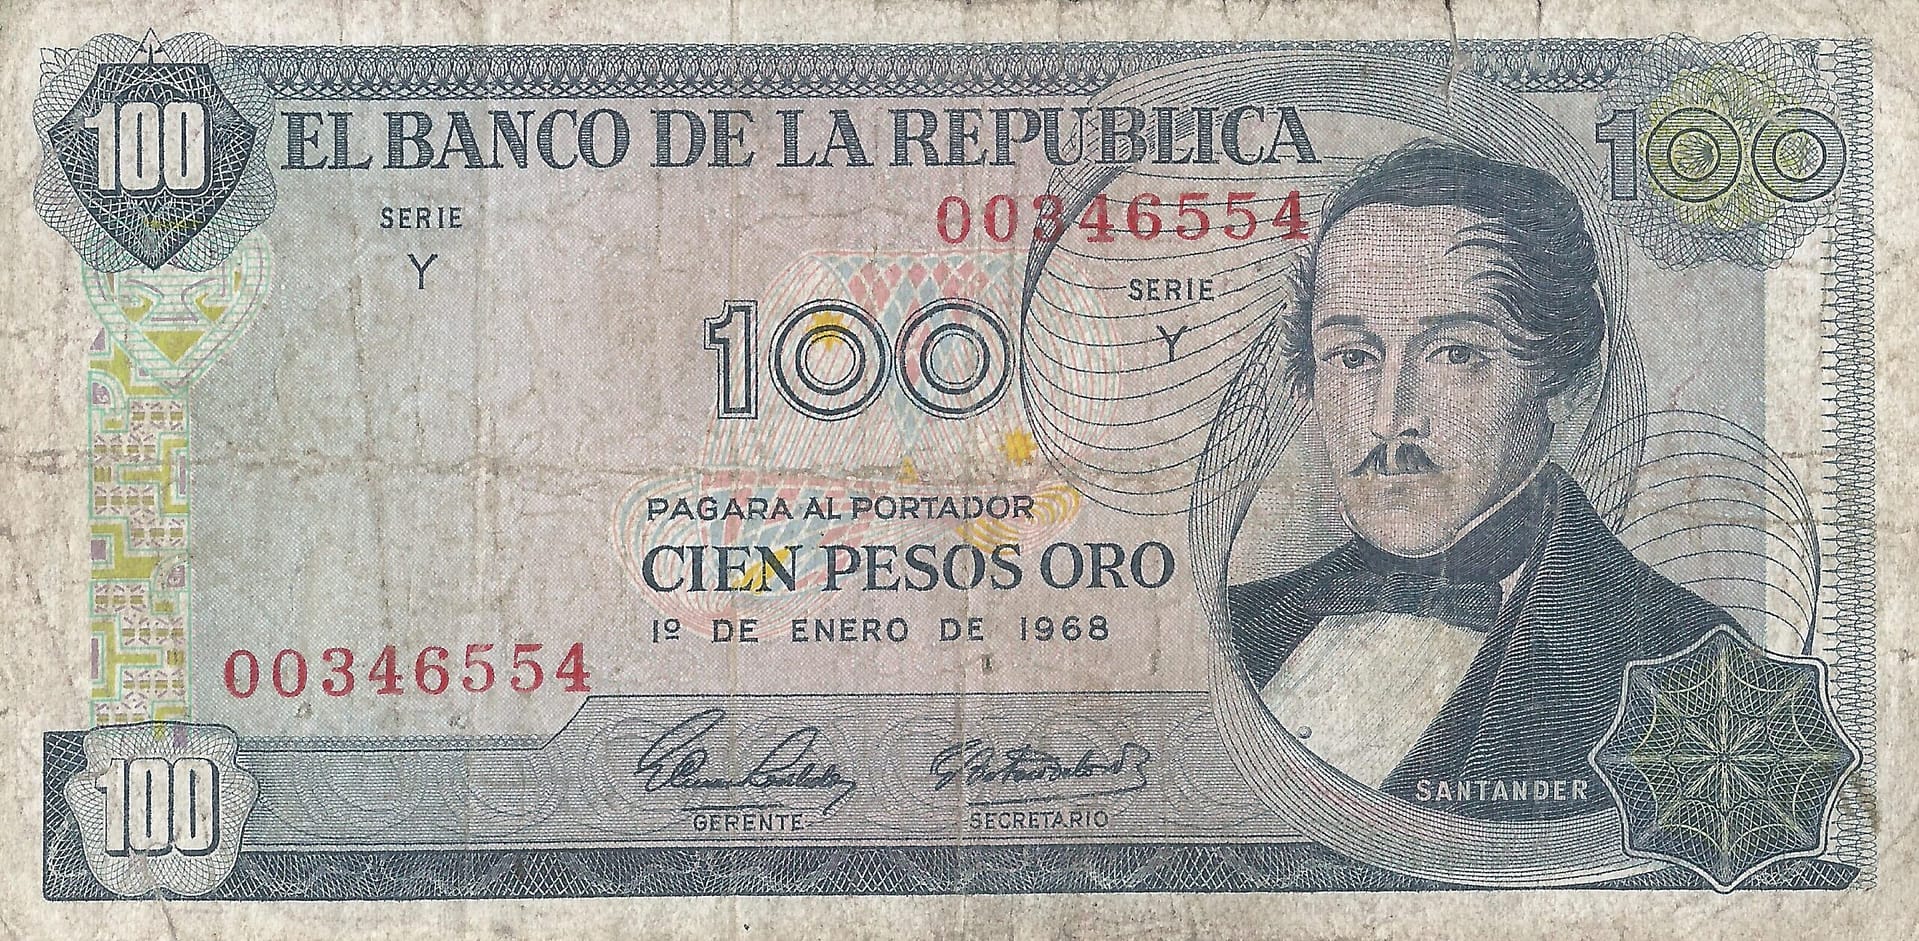 100
EL BANCO DE LA REPUBLICA
100
SERIE
Y
00346554
SERIE
Y
100
PAGARA AL PORTADOR
CIEN PESOS ORO
1º DE ENERO DE 1968
00346554
GERENTE
SECRETARIO
SANTANDER
100